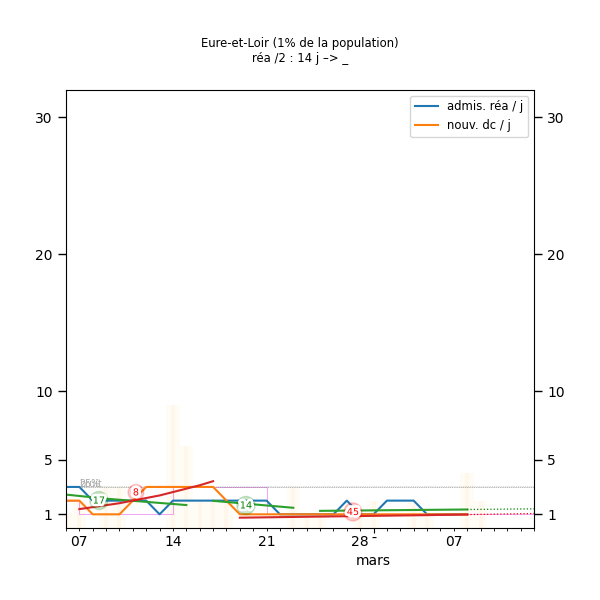 Eure-et-Loir (1% de la population)
réa /2 : 14 j –> _
admis. réa / j
nouv. dc / j
30 30
20 20
10 10
5 5
1 1
17
8
14
45
07 14 21 28 - 07
mars